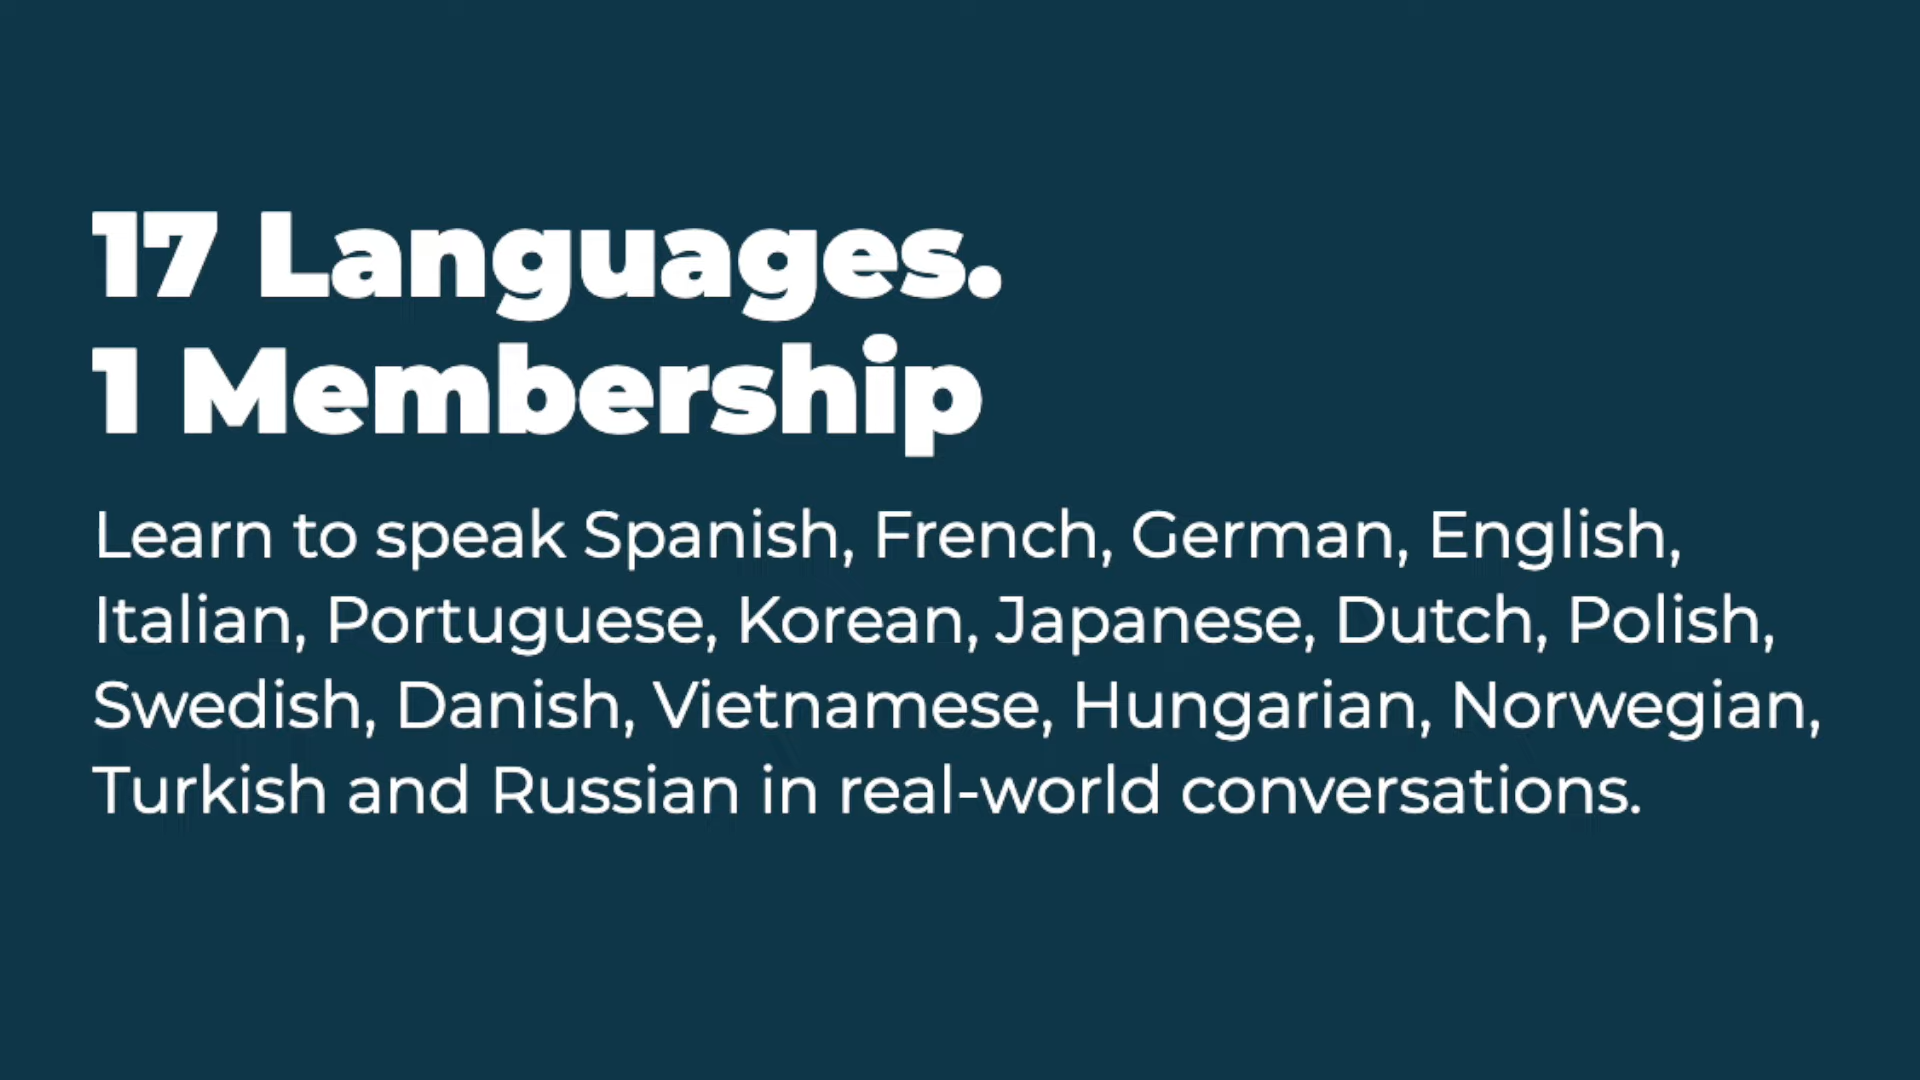 17 Languages.
1 Membership
Learn to speak Spanish, French, German, English,
Italian, Portuguese, Korean, Japanese, Dutch, Polish,
Swedish, Danish, Vietnamese, Hungarian, Norwegian,
Turkish and Russian in real-world conversations.